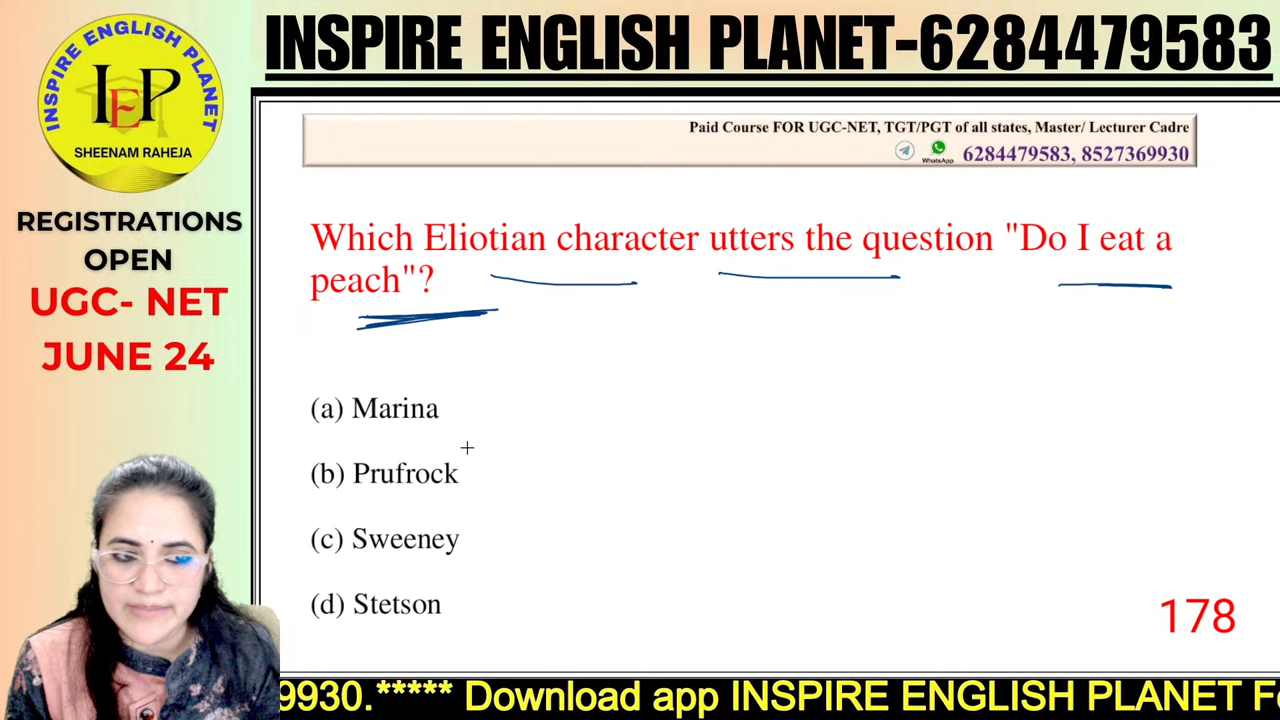 INSPIRE ENGLISH PLANET-6284479583
INSPIRE ENGLISH PLANET
IEP
SHEENAM RAHEJA
REGISTRATIONS
OPEN
UGC- NET
JUNE 24
Paid Course FOR UGC-NET, TGT/PGT of all states, Master/ Lecturer Cadre
WhatsApp 6284479583, 8527369930
Which Eliotian character utters the question "Do I eat a
peach"?
(a) Marina
(b) Prufrock
(c) Sweeney
(d) Stetson
178
9930.***** Download app INSPIRE ENGLISH PLANET F